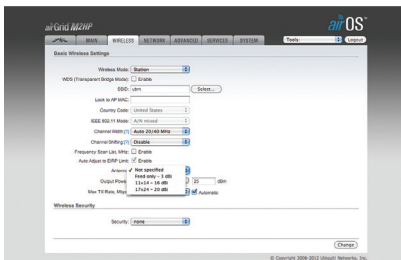 airGrid M2HP
airOS
MAIN WIRELESS NETWORK ADVANCED SERVICES SYSTEM Tools: Logout
Basic Wireless Settings
Wireless Mode: Station
WDS (Transparent Bridge Mode): Enable
SSID: ubnt Select...
Lock to AP MAC:
Country Code: United States
IEEE 802.11 Mode: A/N mixed
Channel Width:[?] Auto 20/40 MHz
Channel Shifting:[?] Disable
Frequency Scan List, MHz: Enable
Auto Adjust to EIRP Limit: Enable
Antenna: Not specified
Feed only - 3 dBi
11x14 - 16 dBi
17x24 - 20 dBi
Output Power: 25 dBm
Max TX Rate, Mbps: Automatic
Wireless Security
Security: none
Change
© Copyright 2006-2012 Ubiquiti Networks, Inc.